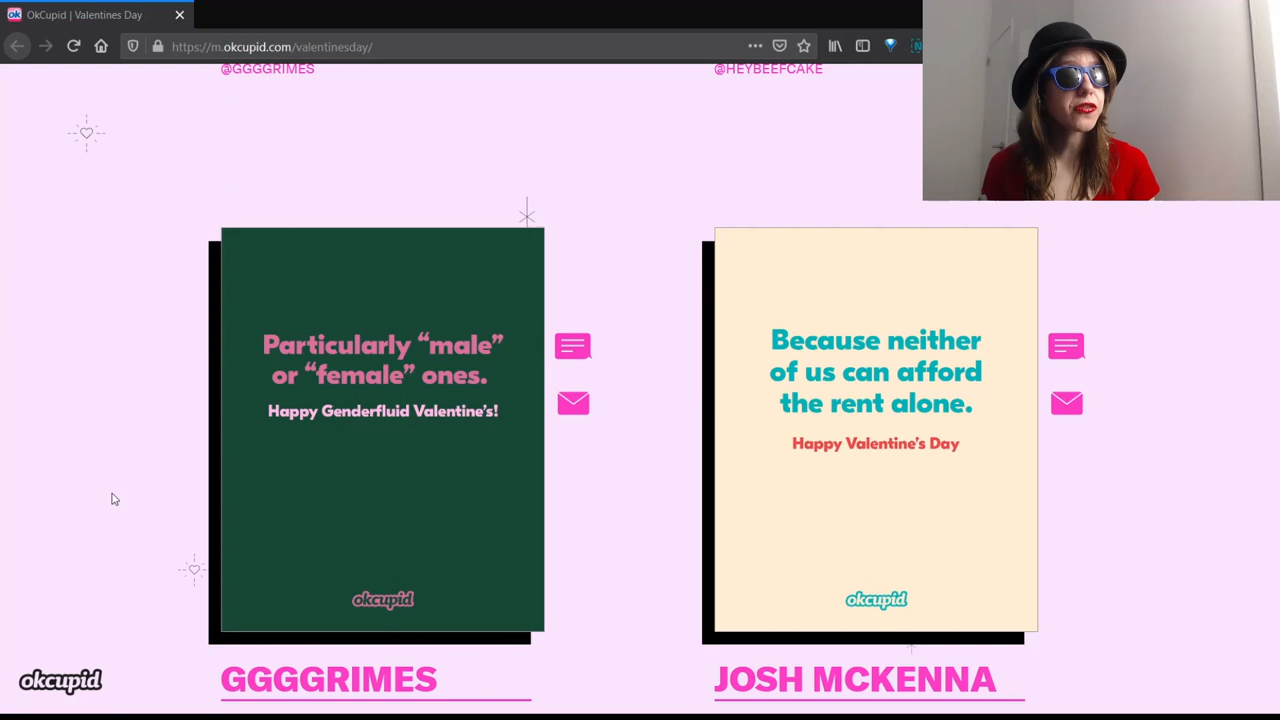 OkCupid | Valentines Day
https://m.okcupid.com/valentinesday/
@GGGGRIMES
@HEYBEEFCAKE
Particularly “male”
or “female” ones.
Happy Genderfluid Valentine’s!
okcupid
GGGGRIMES
Because neither
of us can afford
the rent alone.
Happy Valentine’s Day
okcupid
JOSH MCKENNA
okcupid